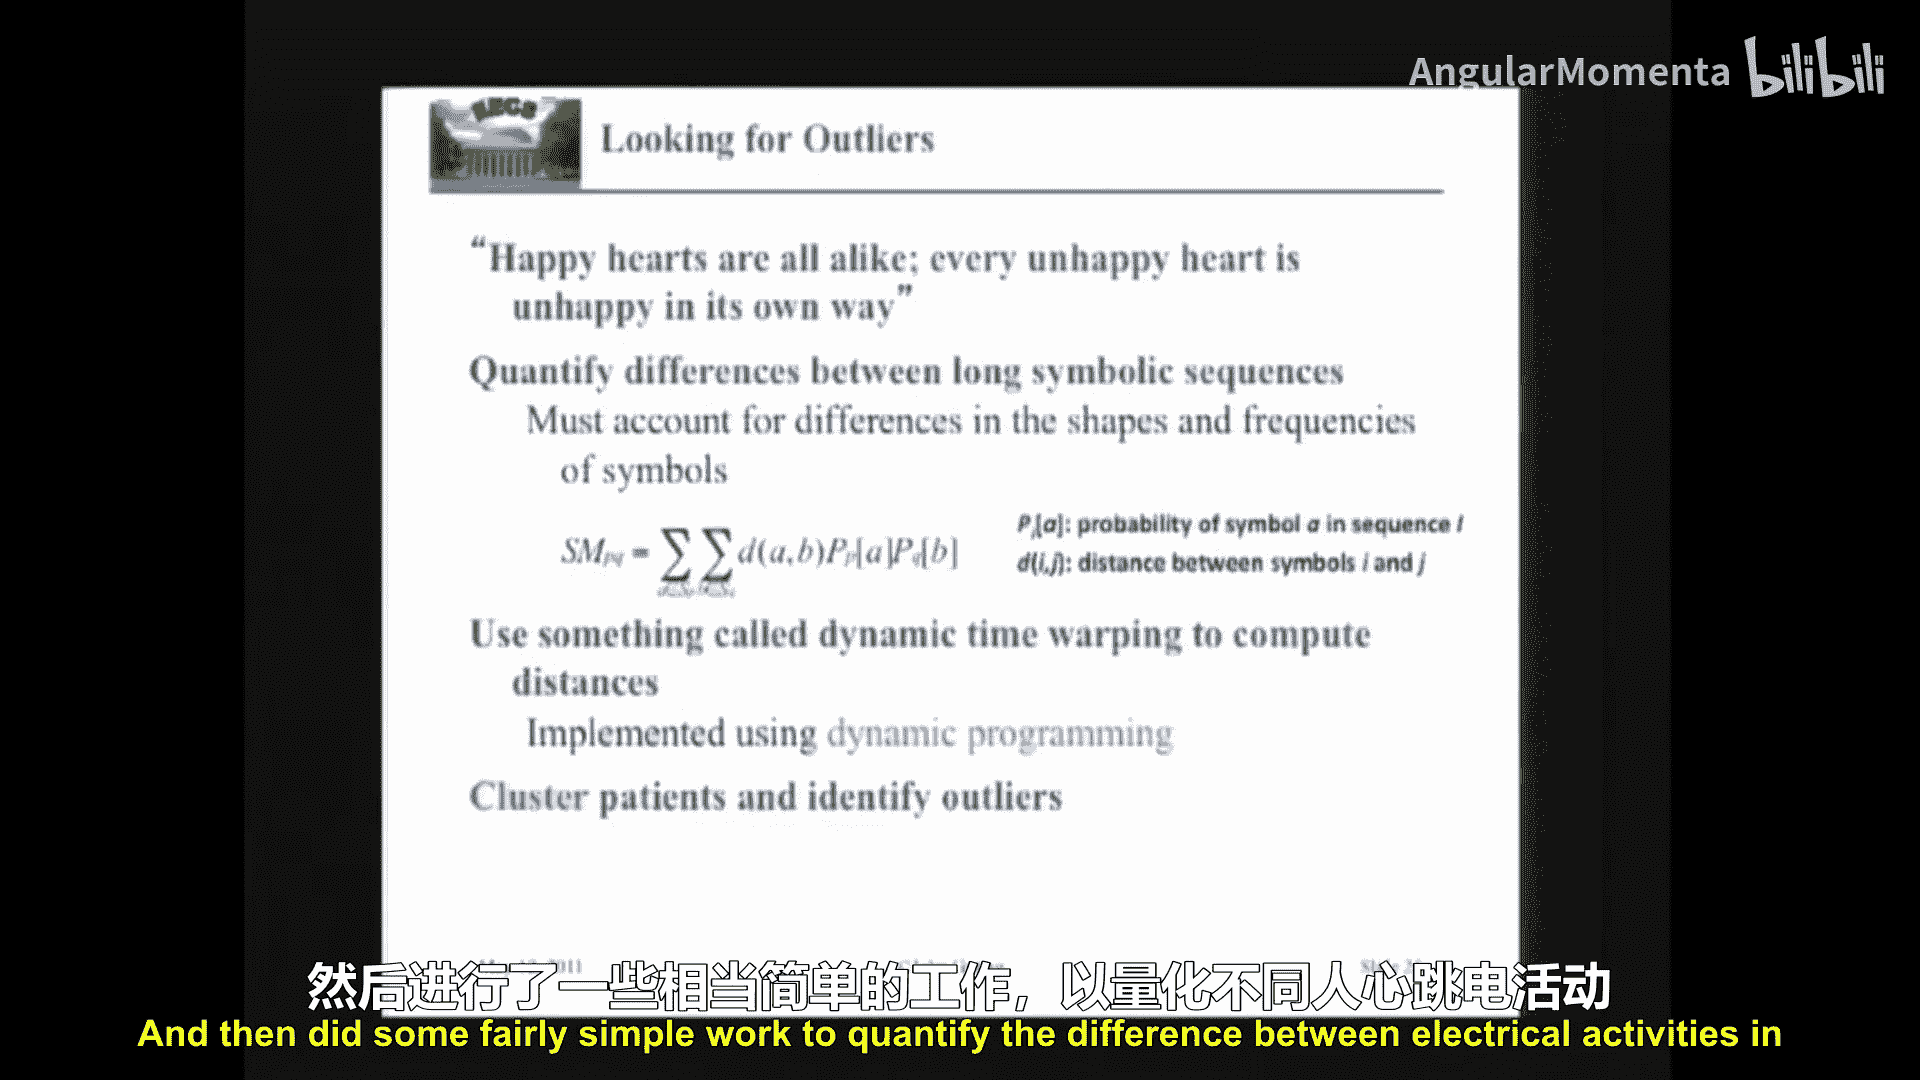 AngularMomenta bilibili
Looking for Outliers
“Happy hearts are all alike; every unhappy heart is
unhappy in its own way”
Quantify differences between long symbolic sequences
Must account for differences in the shapes and frequencies
of symbols
SMpq = ∑ ∑ d(a,b)Pp[a]Pq[b]
Pi[a]: probability of symbol a in sequence i
d(i,j): distance between symbols i and j
Use something called dynamic time warping to compute
distances
Implemented using dynamic programming
Cluster patients and identify outliers
2011
然后进行了一些相当简单的工作，以量化不同人心跳电活动
And then did some fairly simple work to quantify the difference between electrical activities in